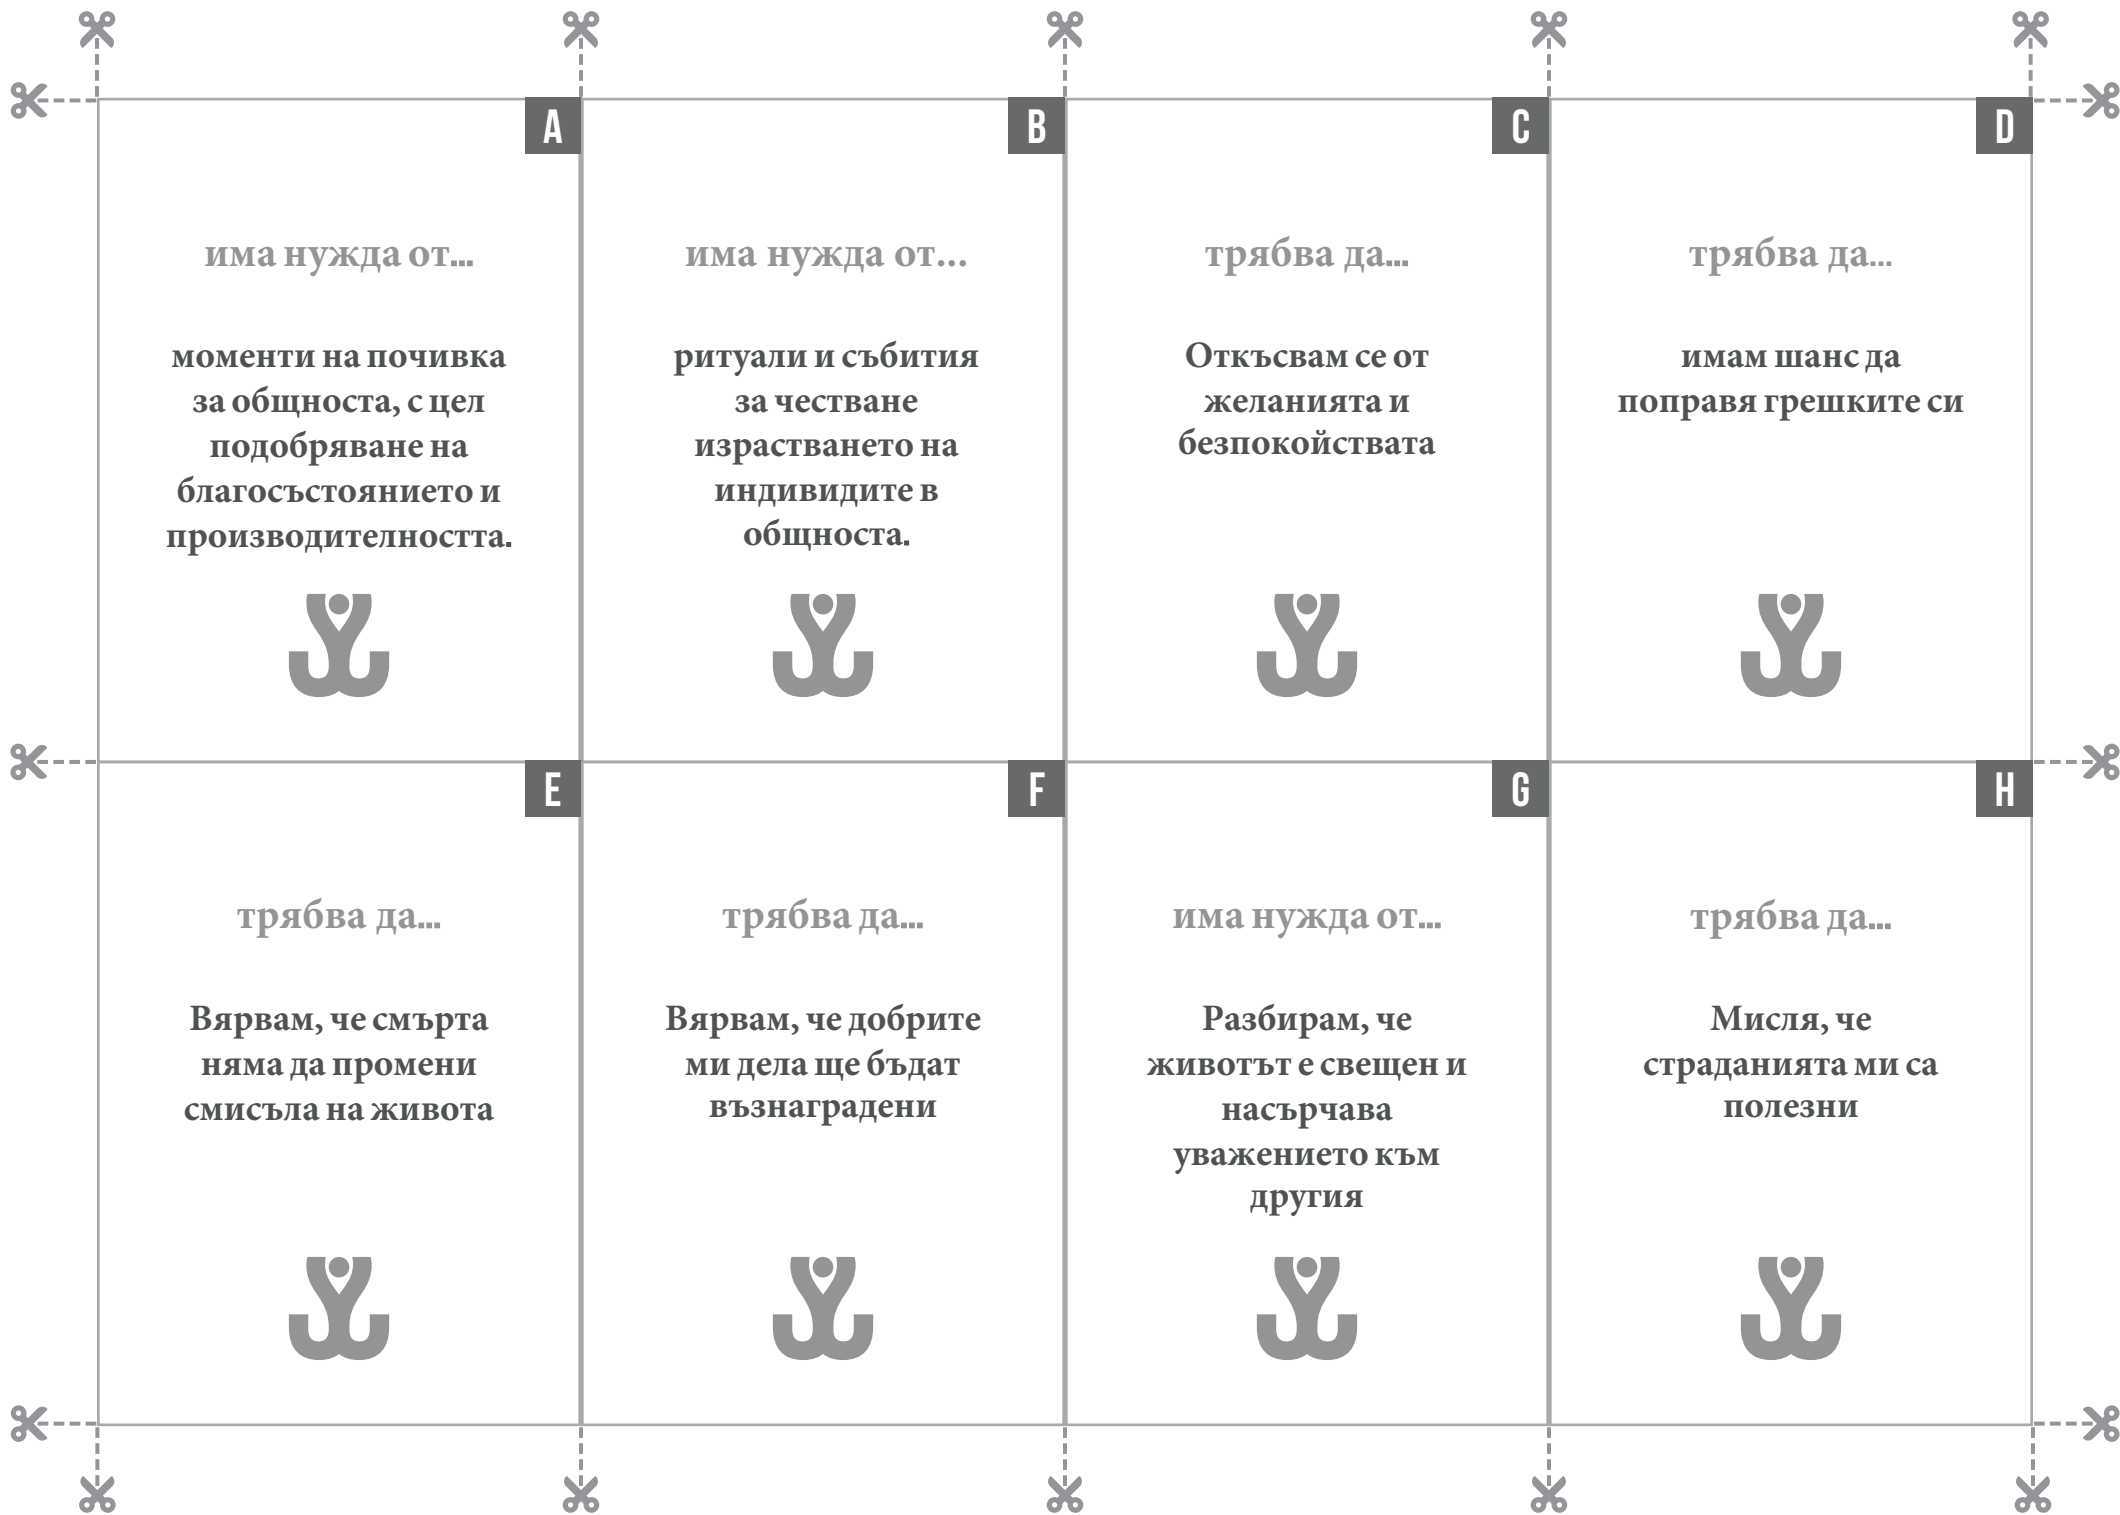 A
има нужда от...
моменти на почивка
за общноста, с цел
подобряване на
благосъстоянието и
производителността.
B
има нужда от...
ритуали и събития
за честване
израстването на
индивидите в
общноста.
C
трябва да...
Откъсвам се от
желанията и
безпокойствата
D
трябва да...
имам шанс да
поправя грешките си
E
трябва да...
Вярвам, че смърта
няма да промени
смисъла на живота
F
трябва да...
Вярвам, че добрите
ми дела ще бъдат
възнаградени
G
има нужда от...
Разбирам, че
животът е свещен и
насърчава
уважението към
другия
H
трябва да...
Мисля, че
страданията ми са
полезни